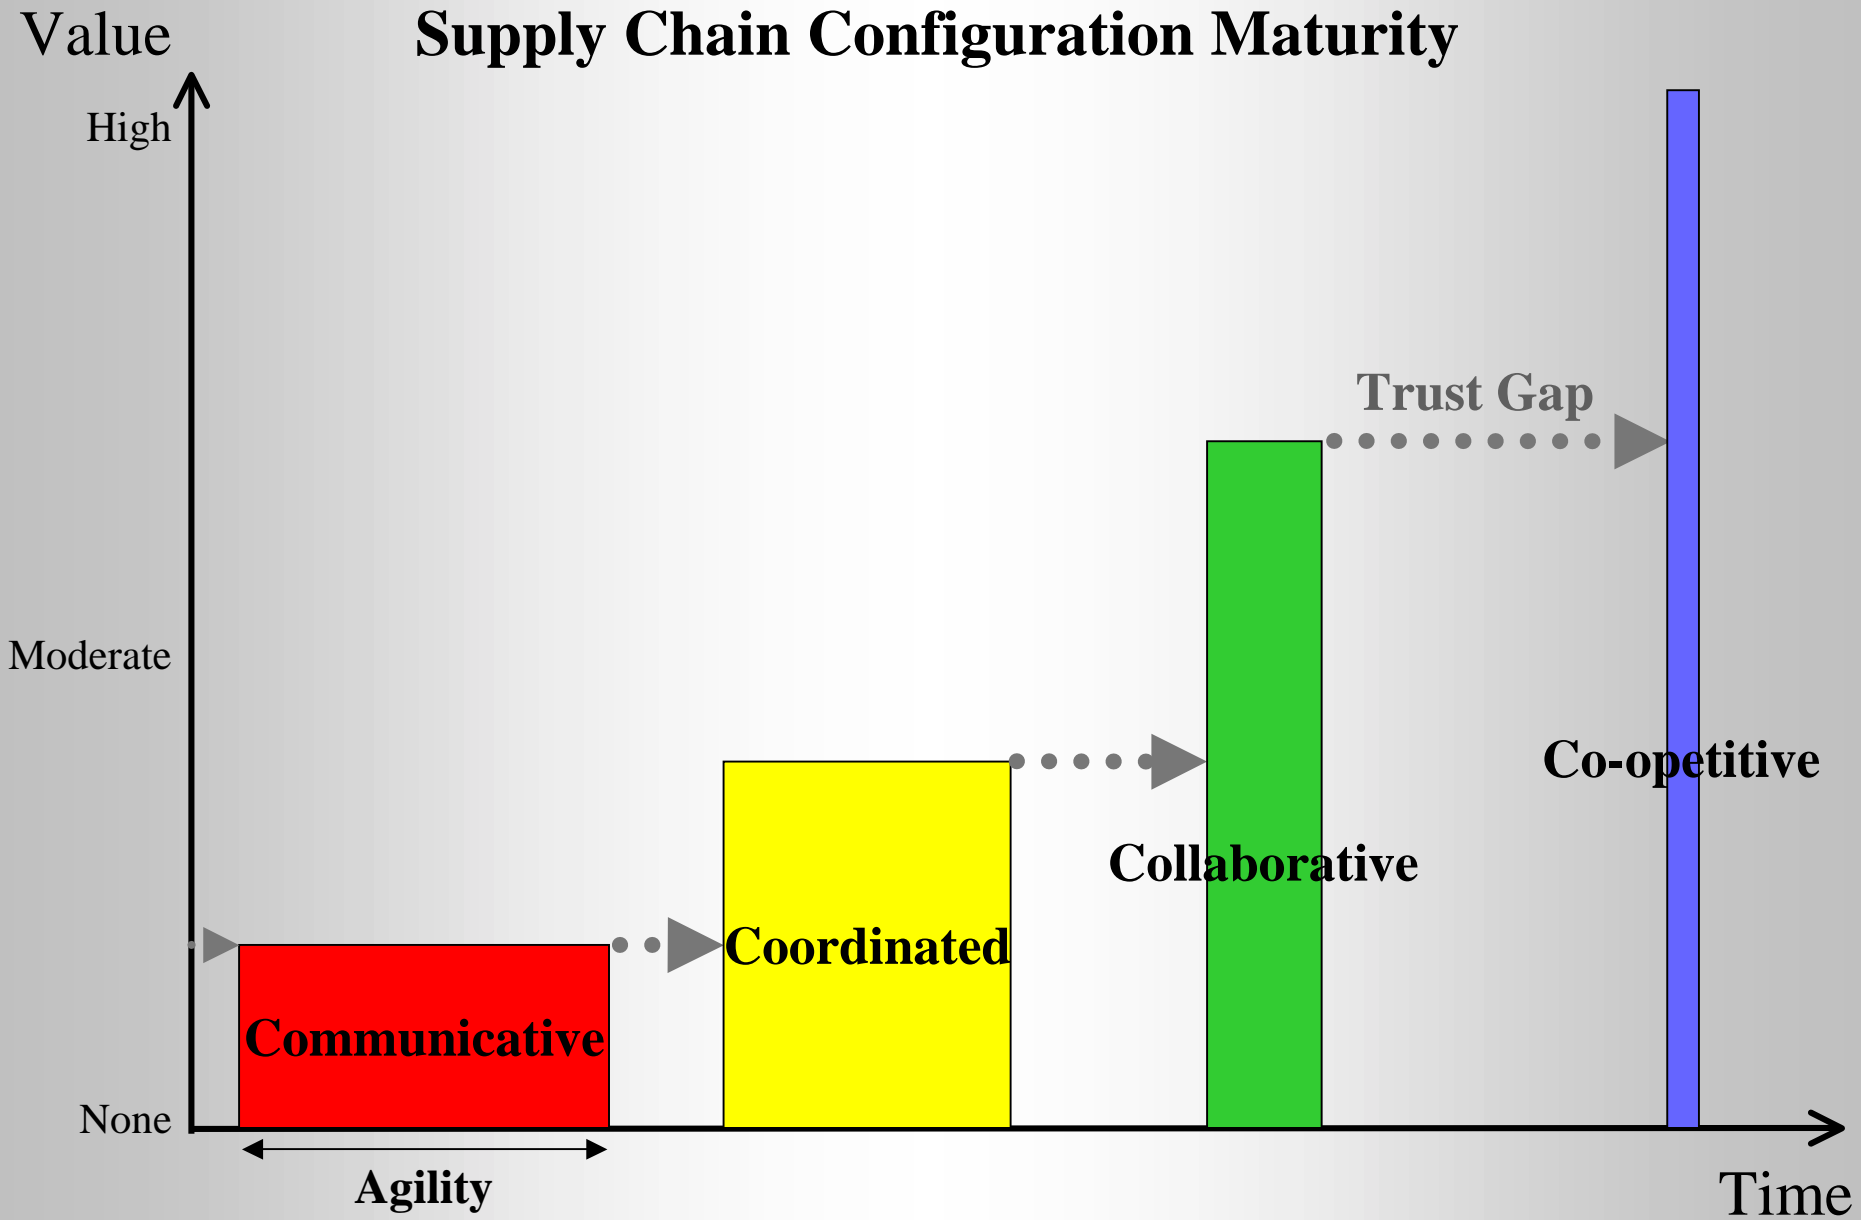 Value
Supply Chain Configuration Maturity
High
Trust Gap
Moderate
Co-opetitive
Collaborative
Coordinated
Communicative
None
Agility
Time